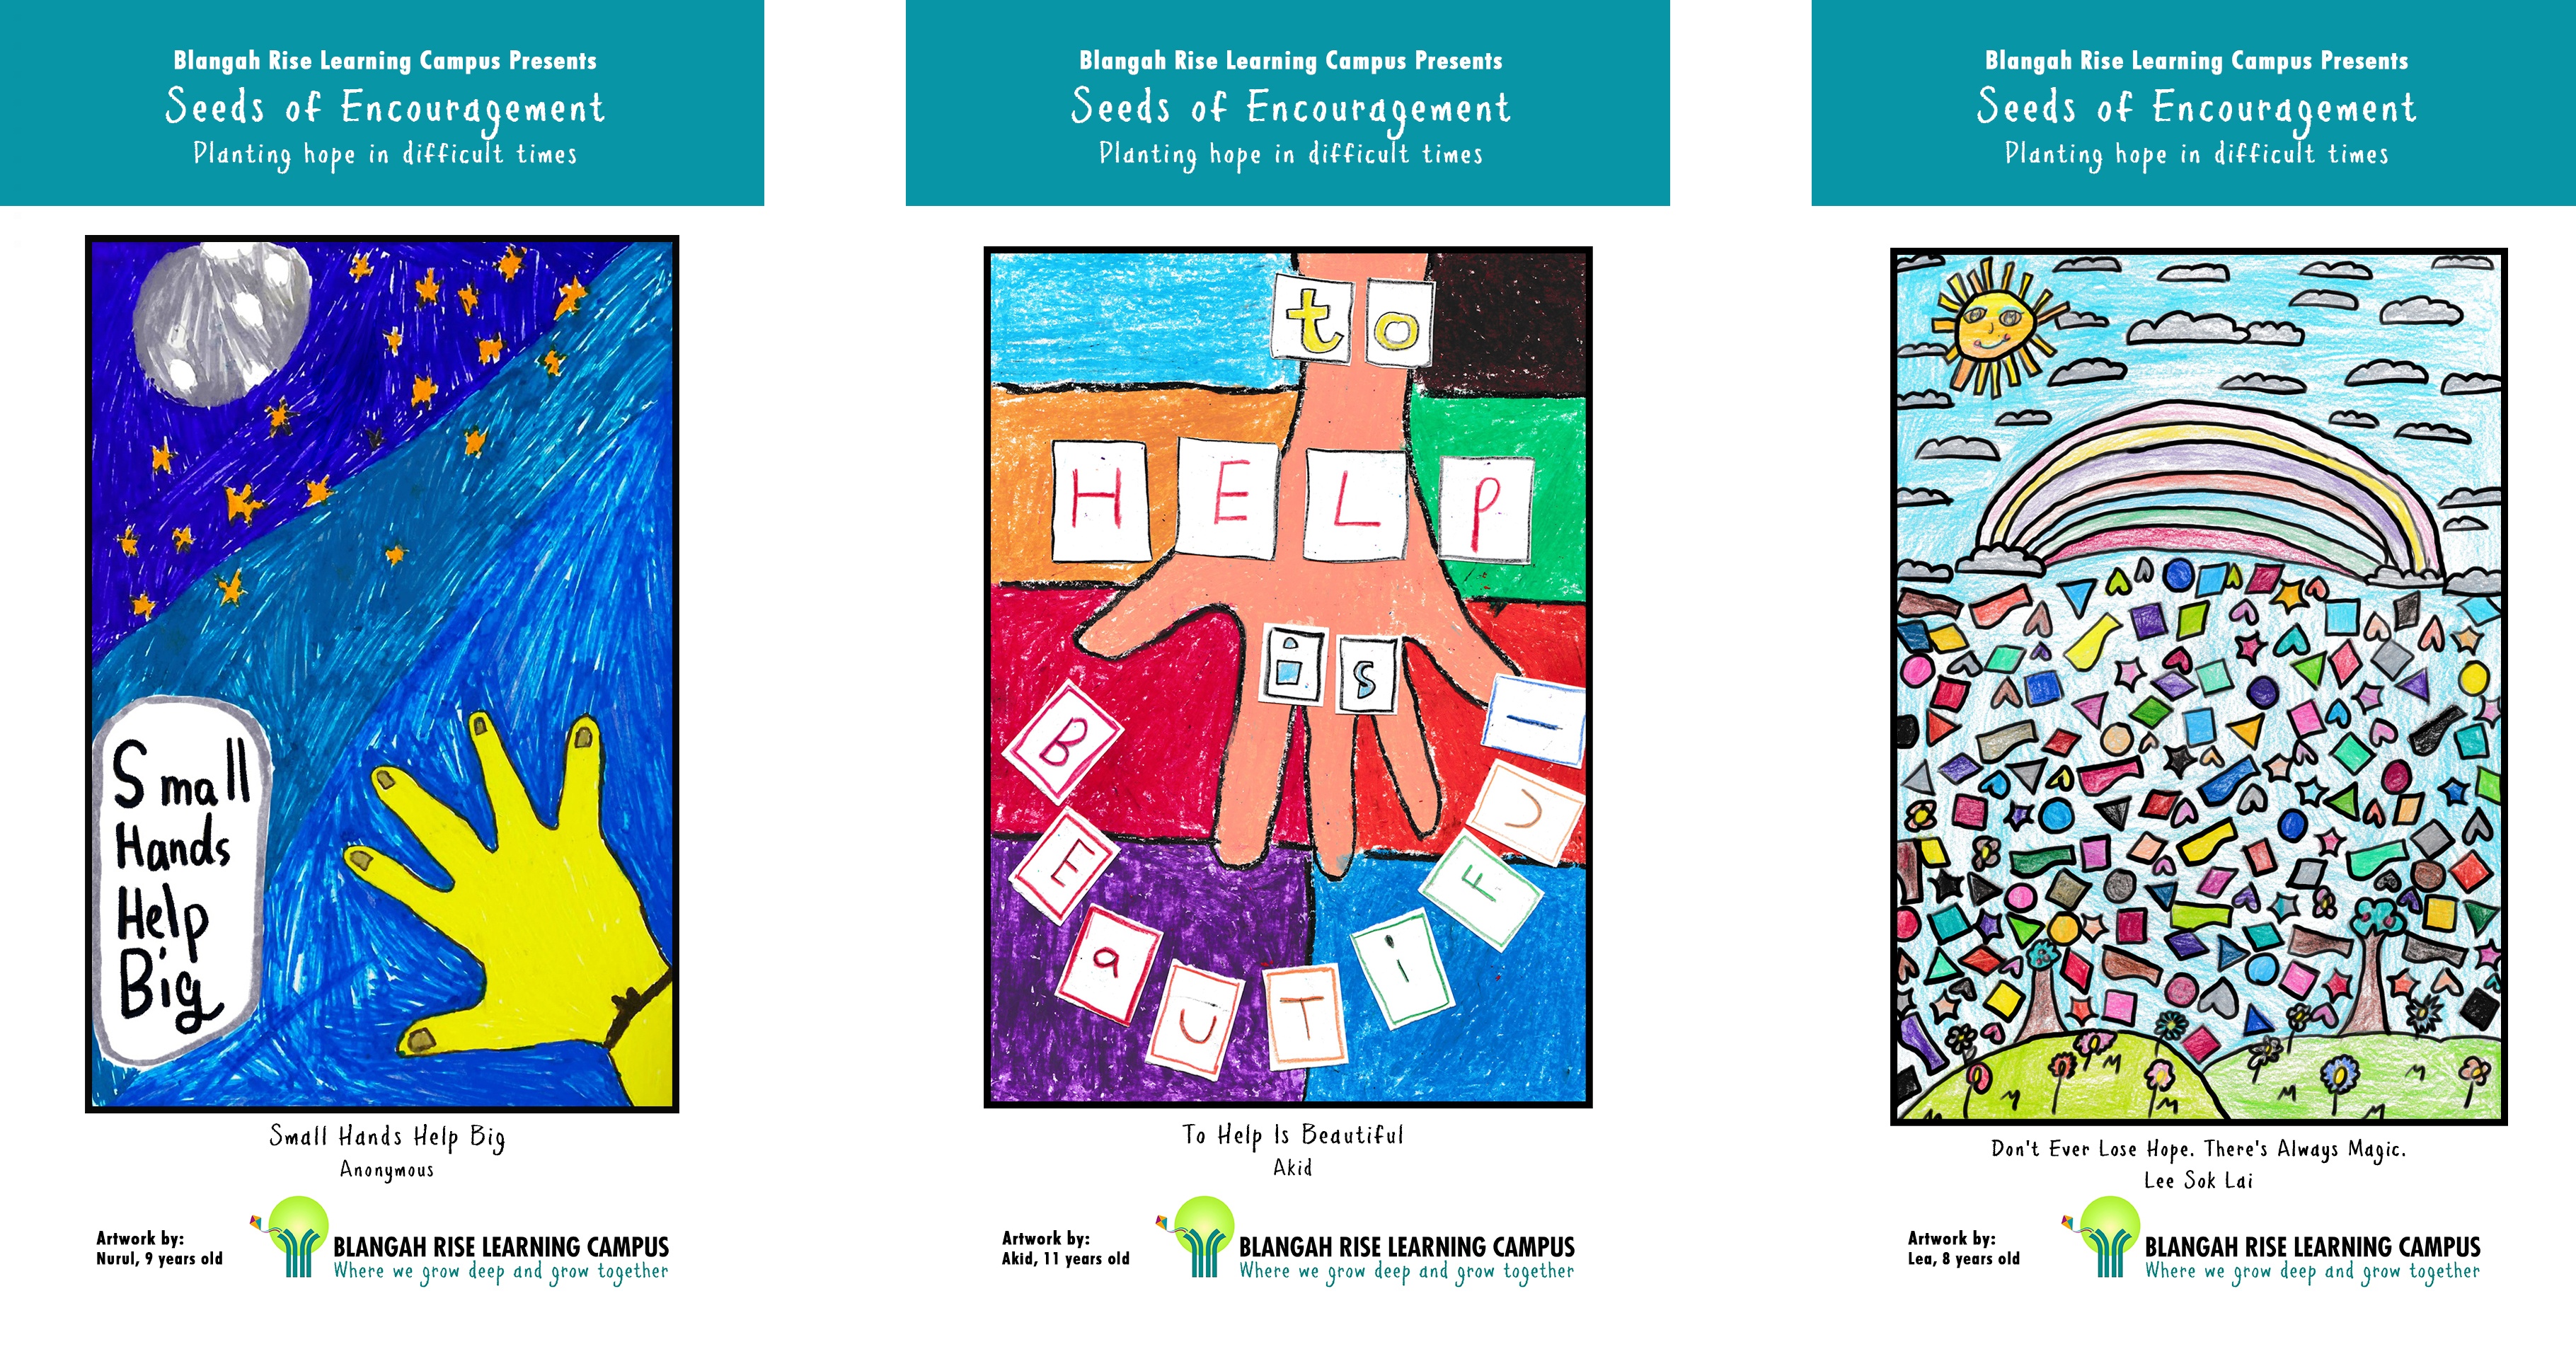 Blangah Rise Learning Campus Presents
Seeds of Encouragement
Planting hope in difficult times
Small
Hands
Help
Big
Small Hands Help Big
Anonymous
Artwork by:
Nurul, 9 years old
BLANGAH RISE LEARNING CAMPUS
Where we grow deep and grow together
Blangah Rise Learning Campus Presents
Seeds of Encouragement
Planting hope in difficult times
to
HELP
is
BEaUTiFUl
To Help Is Beautiful
Akid
Artwork by:
Akid, 11 years old
BLANGAH RISE LEARNING CAMPUS
Where we grow deep and grow together
Blangah Rise Learning Campus Presents
Seeds of Encouragement
Planting hope in difficult times
Don't Ever Lose Hope. There's Always Magic.
Lee Sok Lai
Artwork by:
Lea, 8 years old
BLANGAH RISE LEARNING CAMPUS
Where we grow deep and grow together